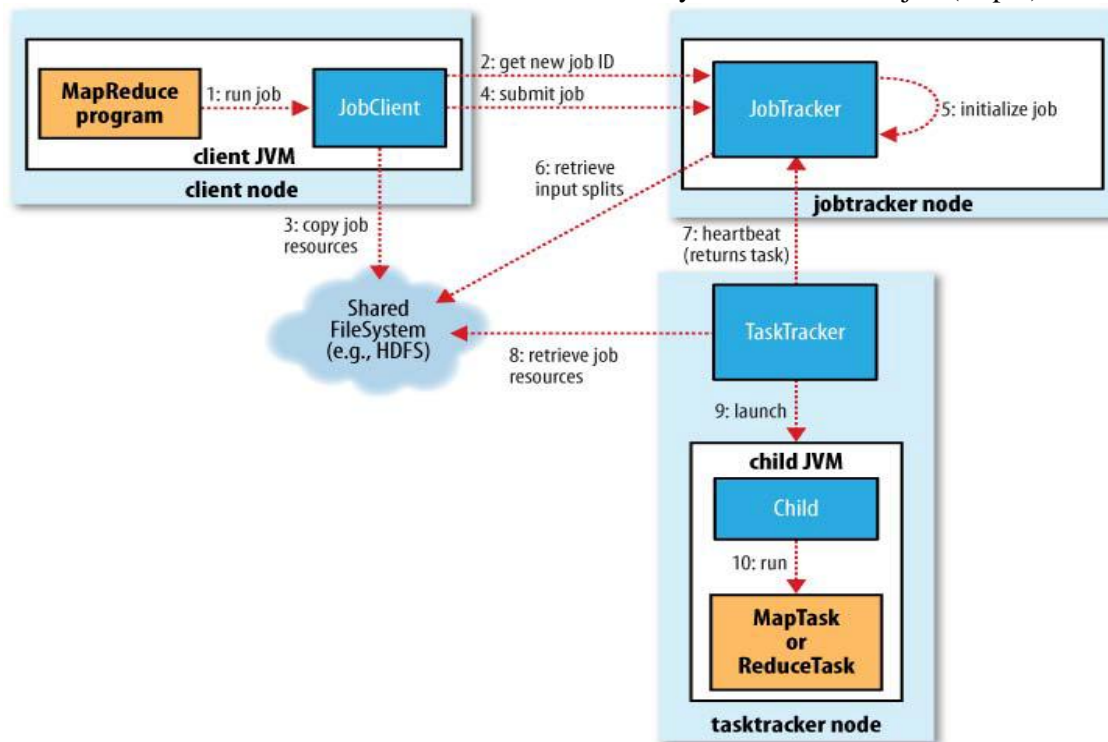 2: get new job ID
MapReduce
program
1: run job
JobClient
4: submit job
JobTracker
5: initialize job
client JVM
client node
6: retrieve
input splits
jobtracker node
3: copy job
resources
7: heartbeat
(returns task)
Shared
FileSystem
(e.g., HDFS)
TaskTracker
8: retrieve job
resources
9: launch
child JVM
Child
10: run
MapTask
or
ReduceTask
tasktracker node